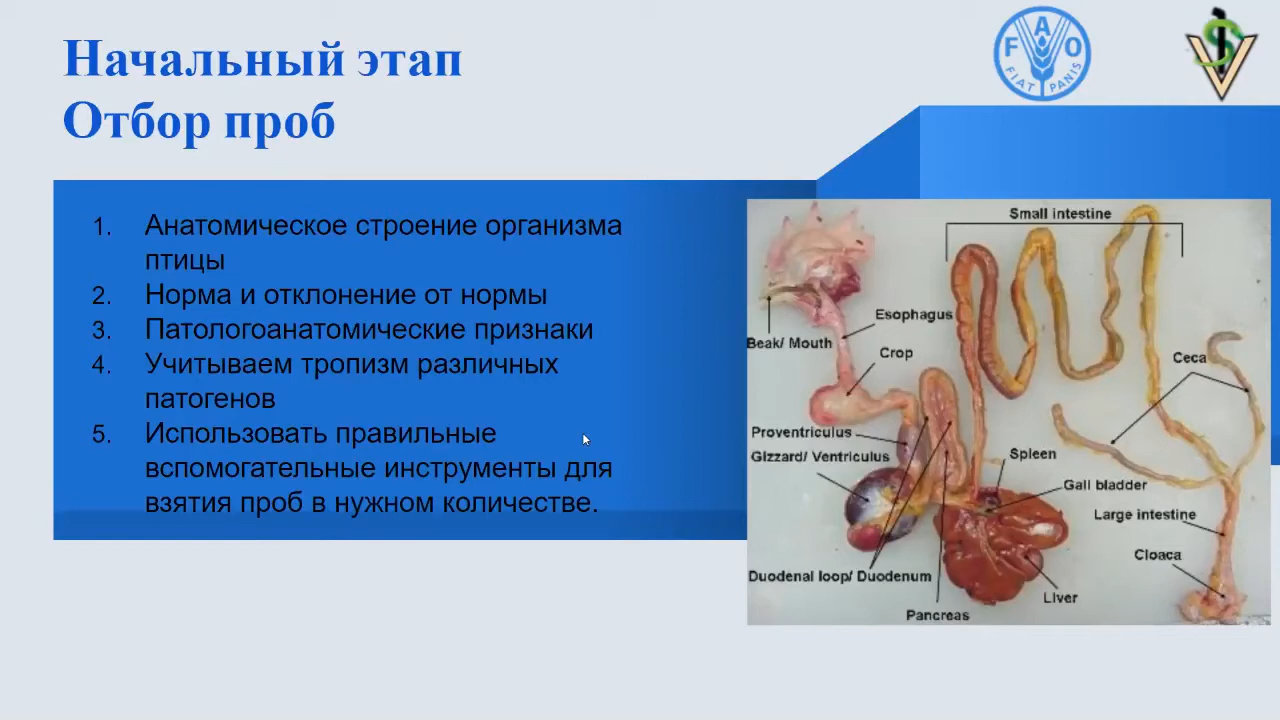 Начальный этап
Отбор проб
FAO
FIAT PANIS
1. Анатомическое строение организма
птицы
2. Норма и отклонение от нормы
3. Патологоанатомические признаки
4. Учитываем тропизм различных
патогенов
5. Использовать правильные
вспомогательные инструменты для
взятия проб в нужном количестве.
Small intestine
Esophagus
Beak/ Mouth
Crop
Ceca
Proventriculus
Gizzard/ Ventriculus
Spleen
Gall bladder
Large intestine
Cloaca
Duodenal loop/ Duodenum
Liver
Pancreas